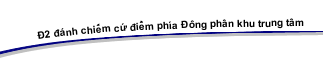 Đ2 đánh chiếm cứ điểm phía Đông phân khu trung tâm